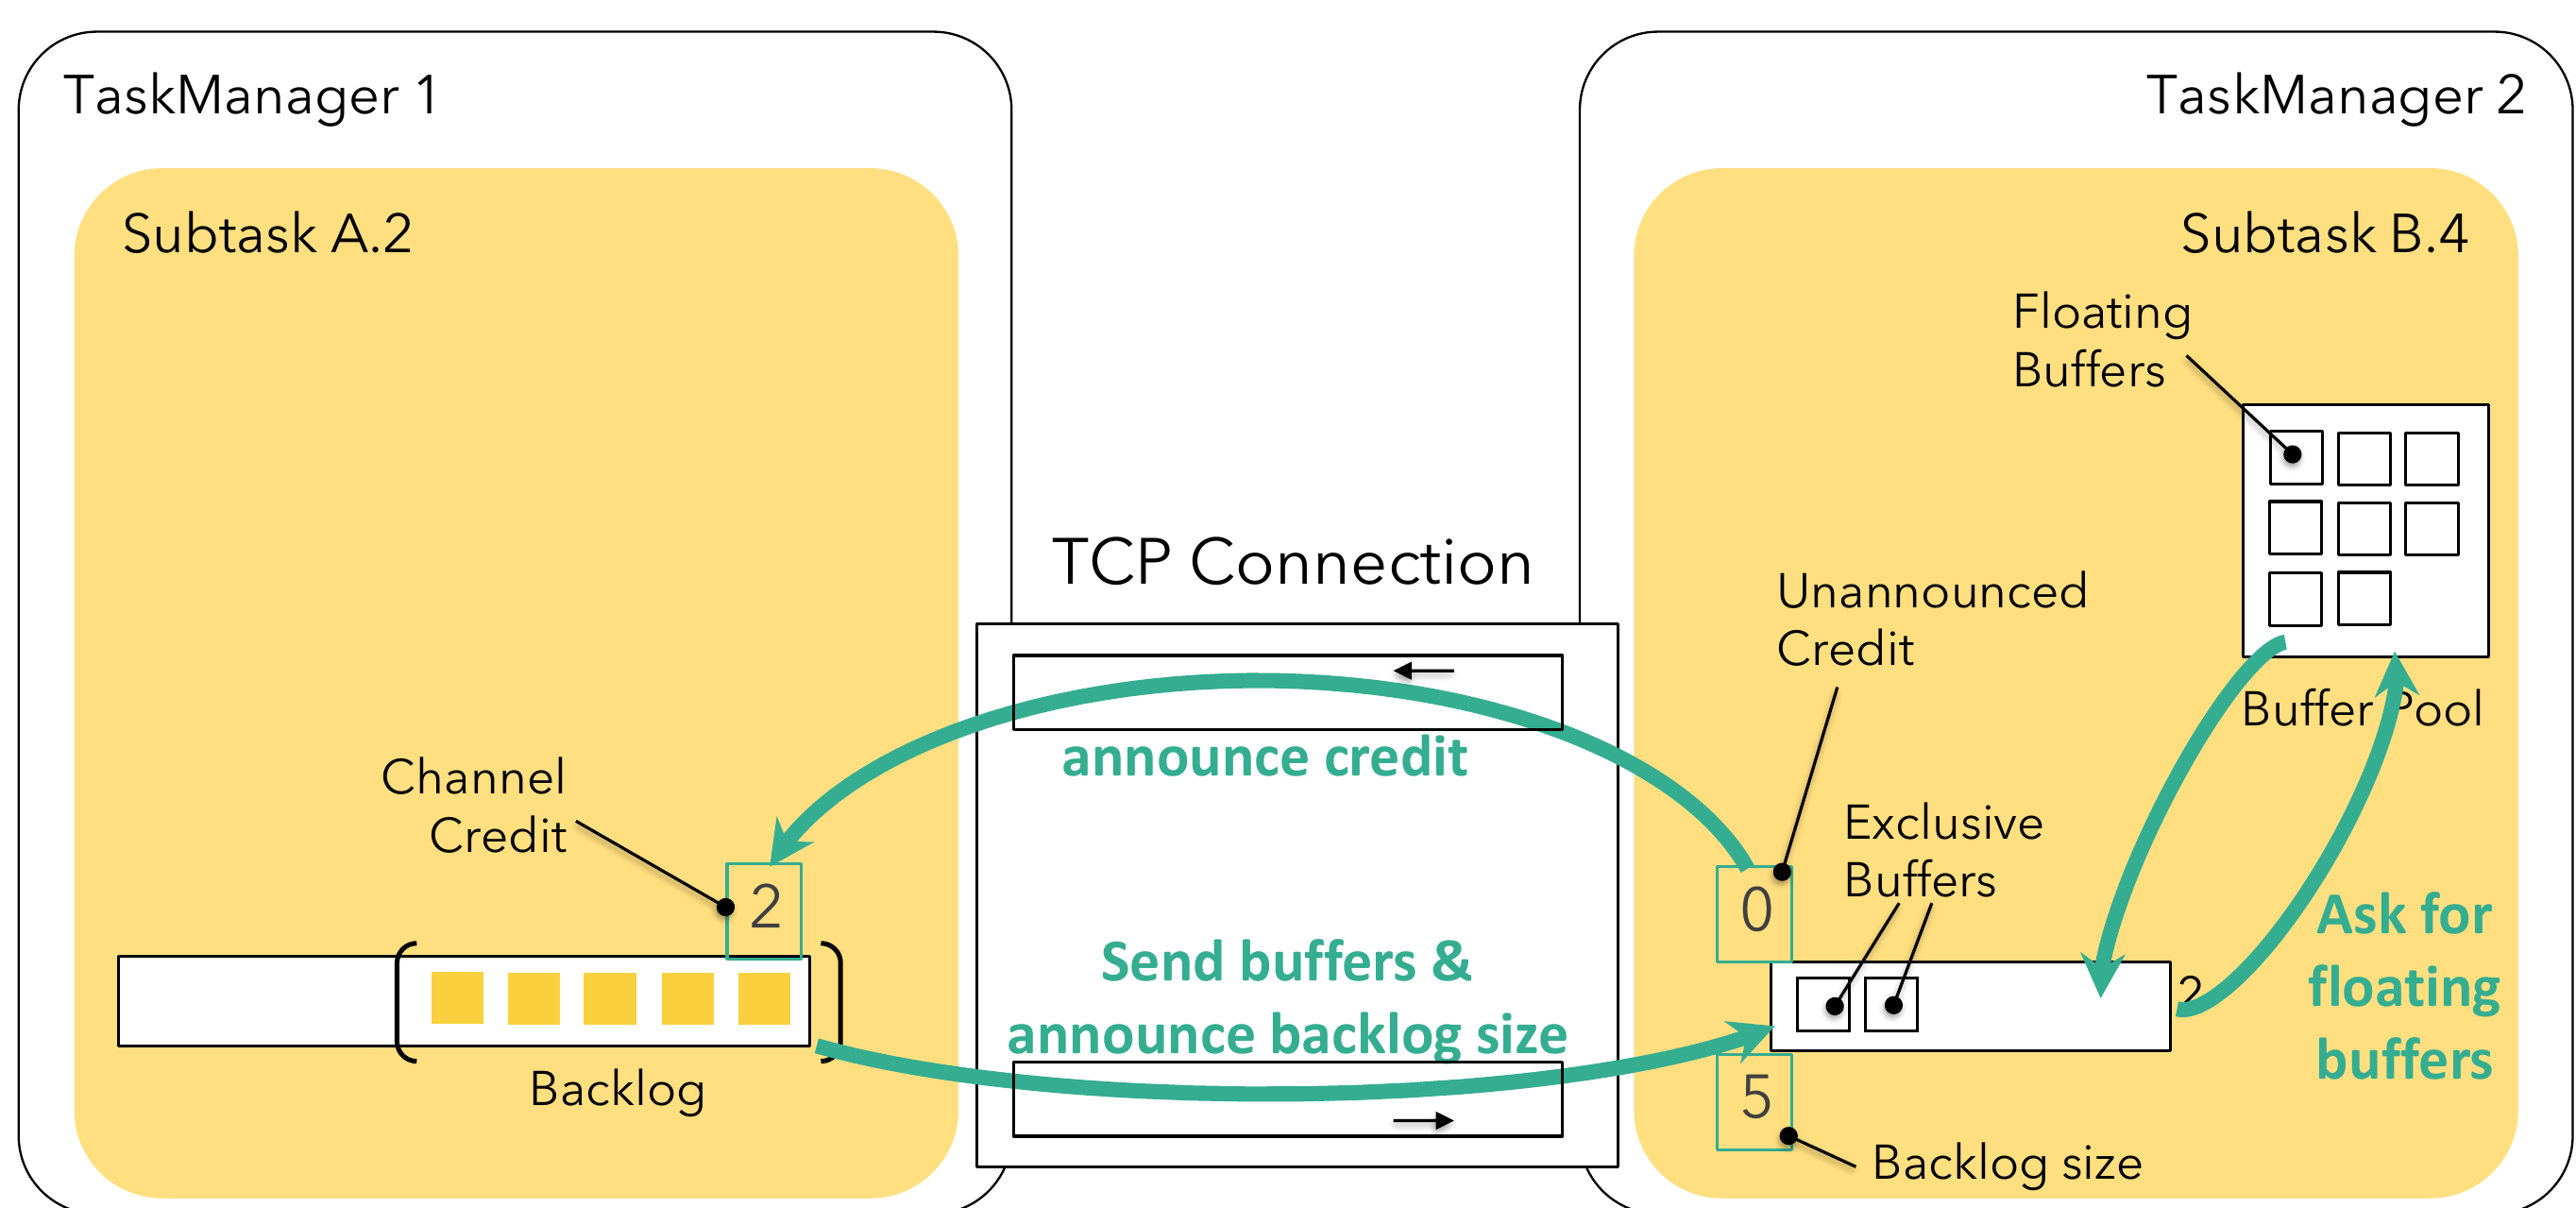 TaskManager 1
TaskManager 2
Subtask A.2
Subtask B.4
Floating
Buffers
TCP Connection
Unannounced
Credit
Buffer Pool
announce credit
Channel
Credit
Exclusive
Buffers
2
0
Ask for
floating
buffers
Send buffers &
announce backlog size
2
Backlog
5
Backlog size